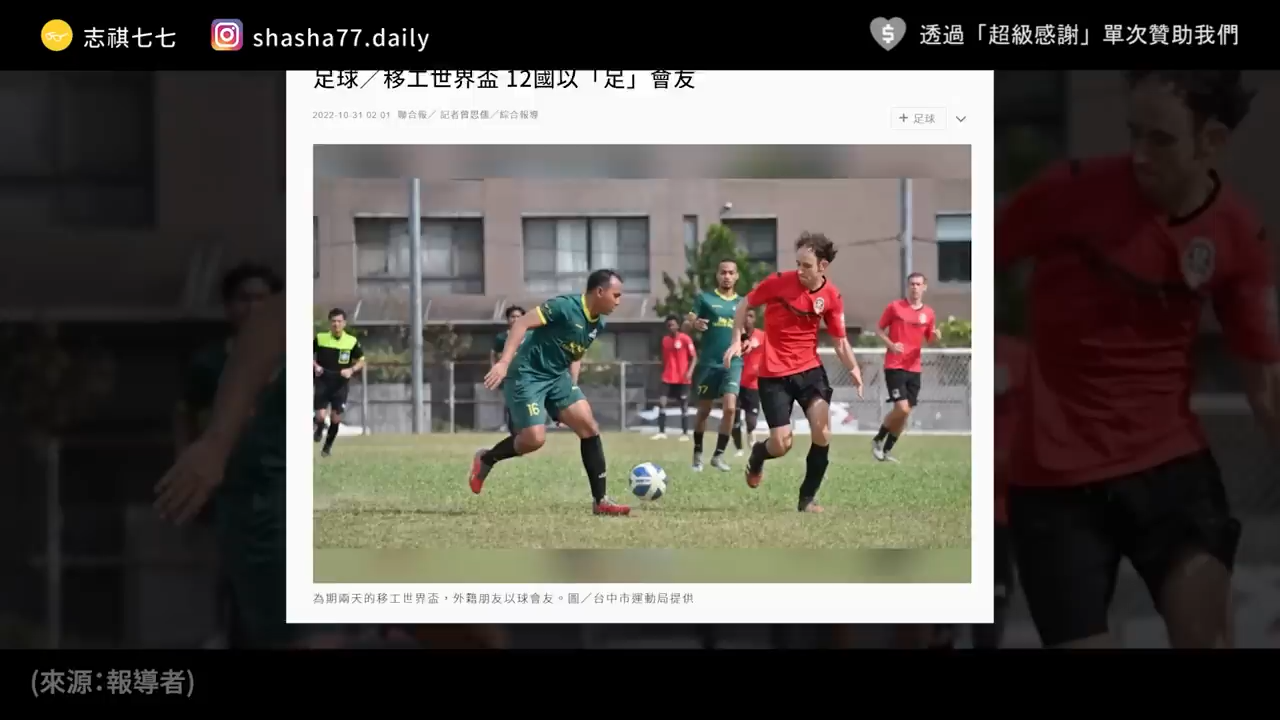 志祺七七
shasha77.daily
透過「超級感謝」單次贊助我們
足球／移工世界盃 12國以「足」會友
2022-10-31 02:01 聯合報／ 記者曾思儒／綜合報導
+ 足球
16
77
為期兩天的移工世界盃，外籍朋友以球會友。圖／台中市運動局提供
(來源：報導者)